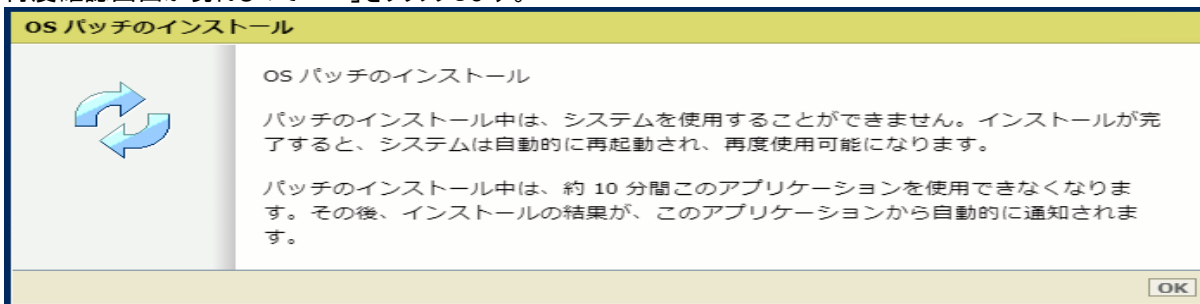 OS パッチのインストール
OS パッチのインストール
パッチのインストール中は、システムを使用することができません。インストールが完
了すると、システムは自動的に再起動され、再度使用可能になります。
パッチのインストール中は、約 10 分間このアプリケーションを使用できなくなりま
す。その後、インストールの結果が、このアプリケーションから自動的に通知されま
す。
OK